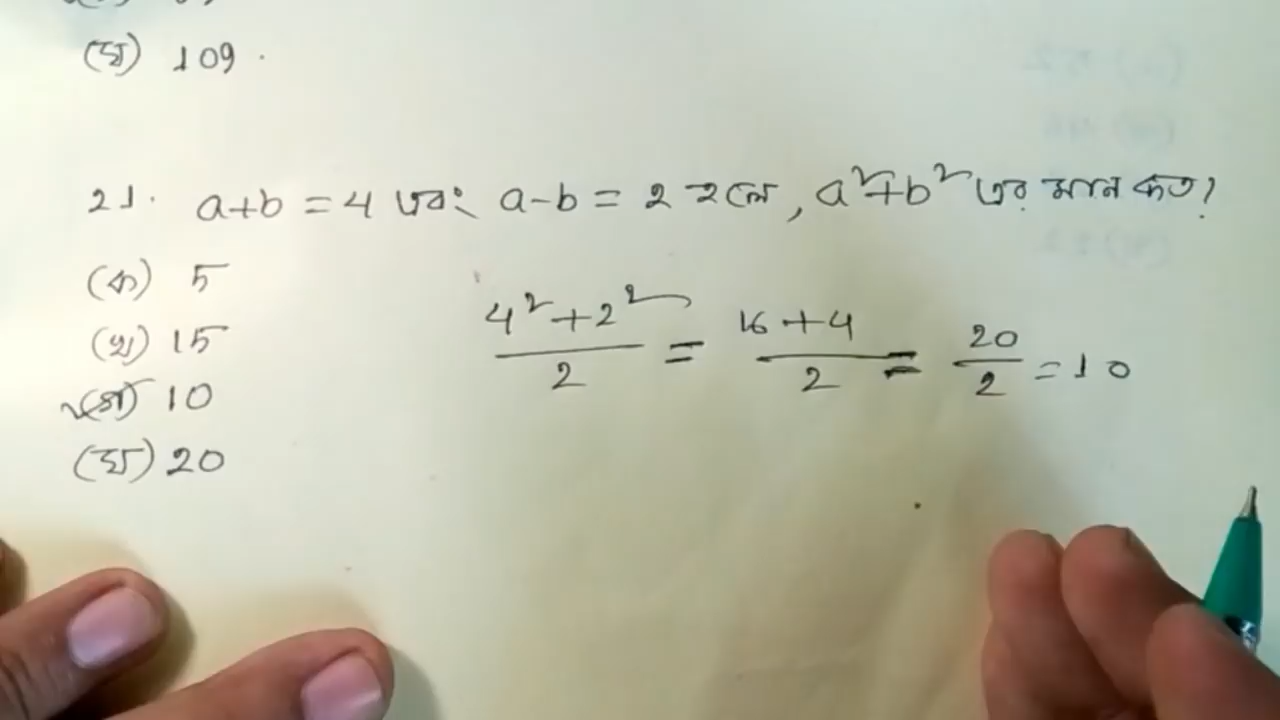 (ঘ) 109.
21. a+b = 4 এবং a-b = 2 হলে, a²+b² এর মান কত?
(ক) 5
(খ) 15
(গ) 10
(ঘ) 20
4²+2²/2 = 16+4/2 = 20/2 = 10